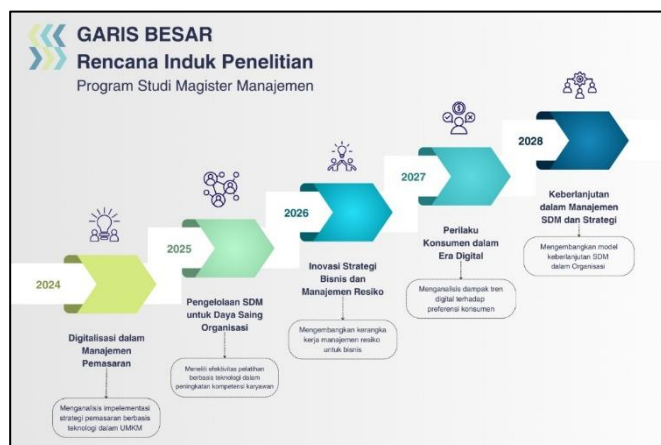 GARIS BESAR
Rencana Induk Penelitian
Program Studi Magister Manajemen
2024
Digitalisasi dalam
Manajemen
Pemasaran
Menganalisis impelementasi
strategi pemasaran berbasis
teknologi dalam UMKM
2025
Pengelolaan SDM
untuk Daya Saing
Organisasi
Meneliti efektivitas pelatihan
berbasis teknologi dalam
peningkatan kompetensi karyawan
2026
Inovasi Strategi
Bisnis dan
Manajemen Resiko
Mengembangkan kerangka
kerja manajemen resiko
untuk bisnis
2027
Perilaku
Konsumen dalam
Era Digital
Menganalisis dampak tren
digital terhadap
preferensi konsumen
2028
Keberlanjutan
dalam Manajemen
SDM dan Strategi
Mengembangkan model
keberlanjutan SDM
dalam Organisasi